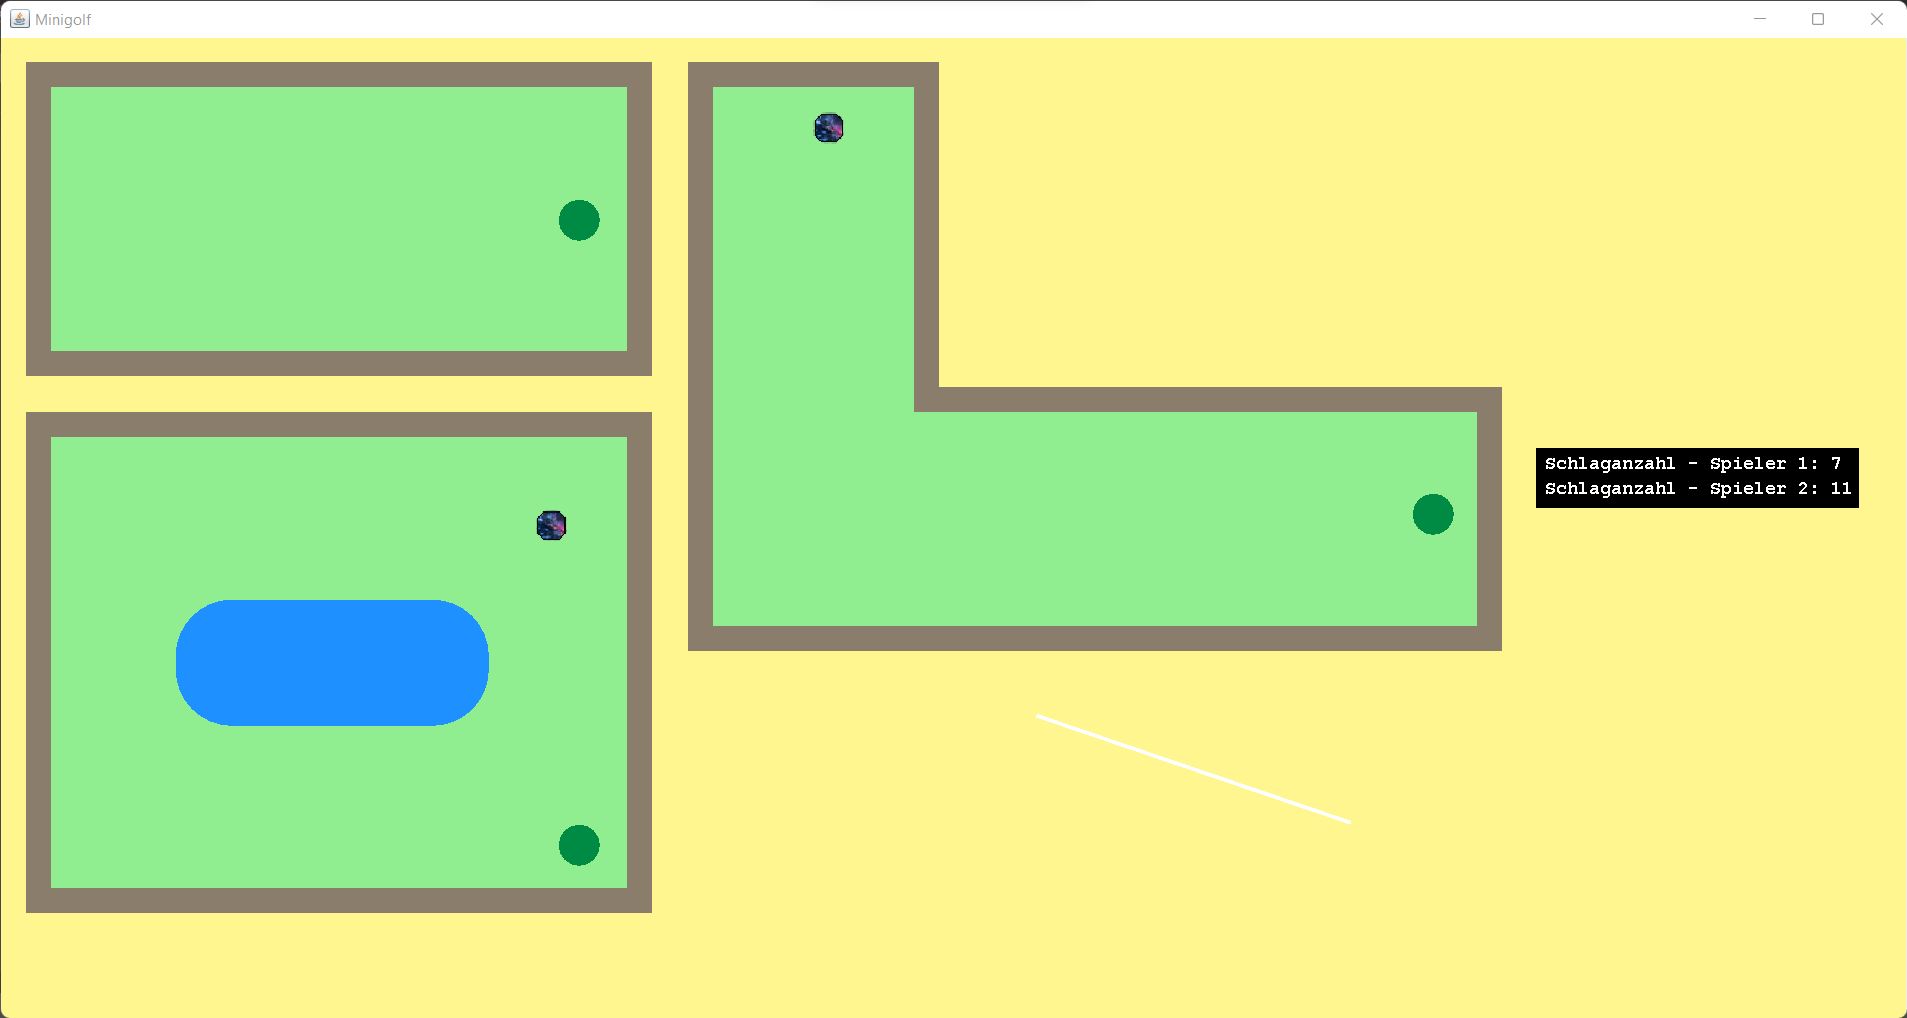 Minigolf
Schlaganzahl - Spieler 1: 7
Schlaganzahl - Spieler 2: 11